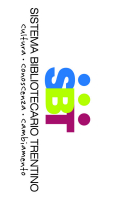 SBT
SISTEMA BIBLIOTECARIO TRENTINO
cultura · conoscenza · cambiamento